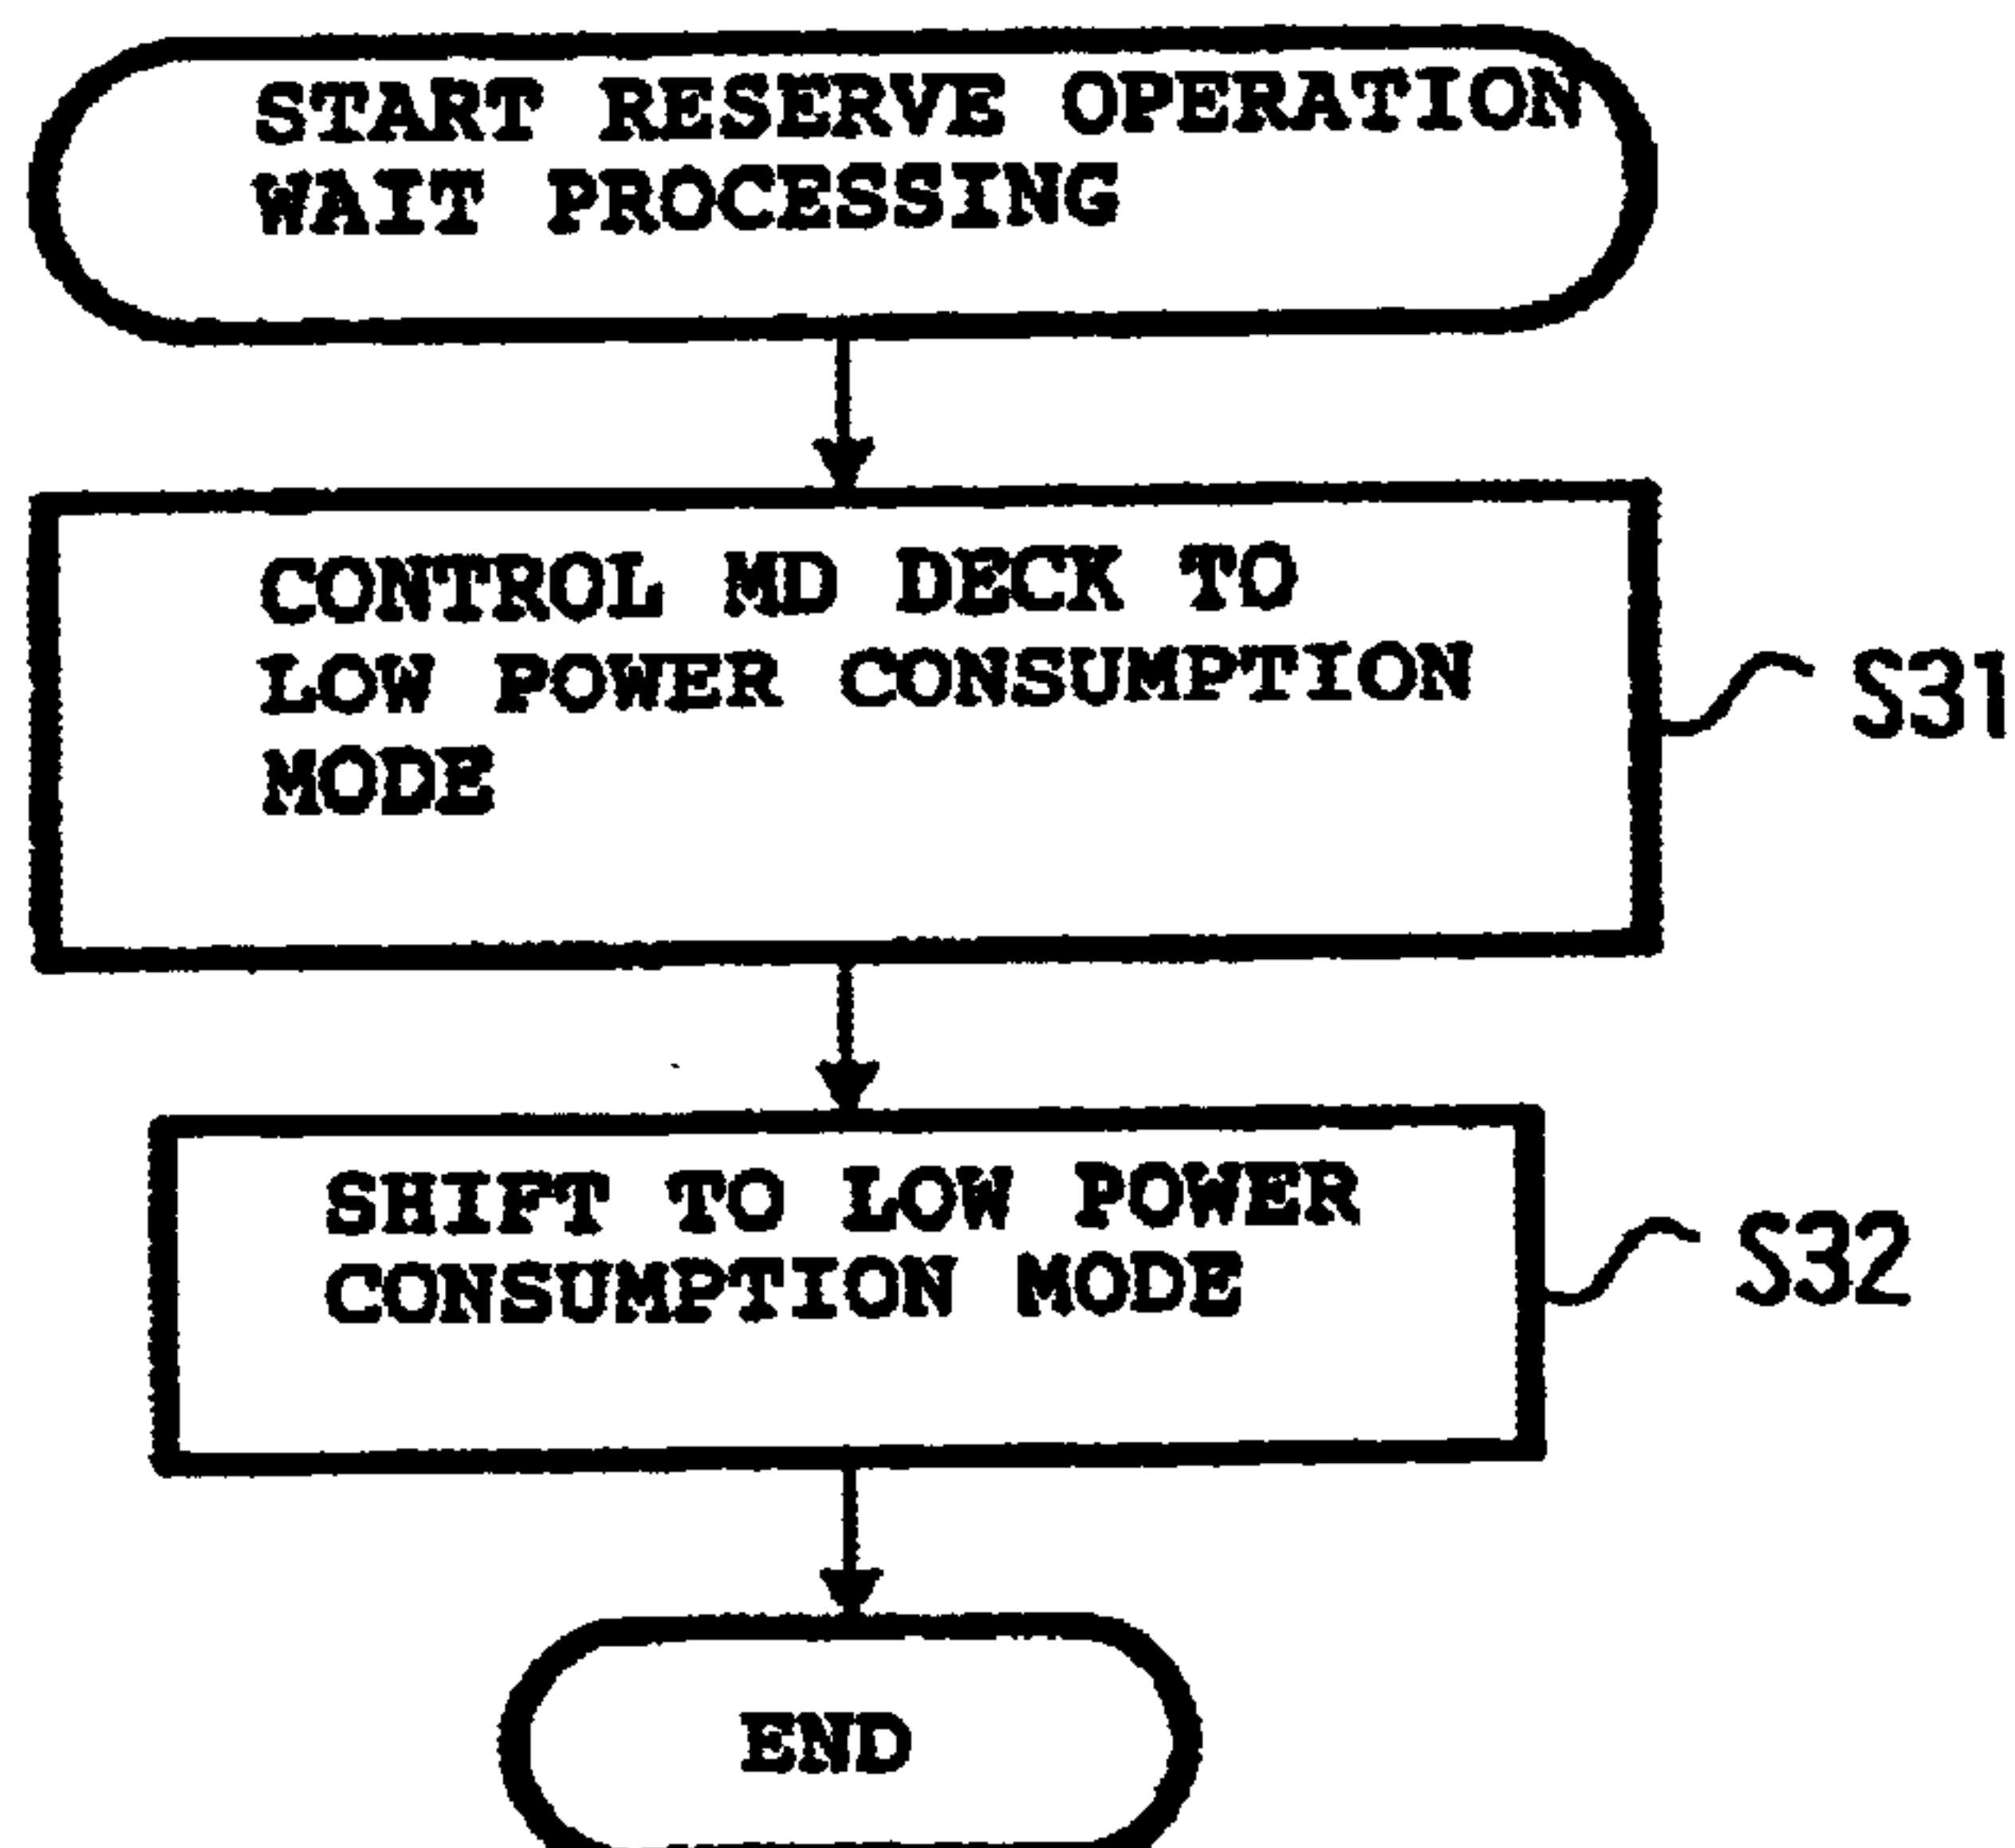 START RESERVE OPERATION
WAIT PROCESSING
CONTROL MD DECK TO
LOW POWER CONSUMPTION
MODE
S31
SHIFT TO LOW POWER
CONSUMPTION MODE
S32
END